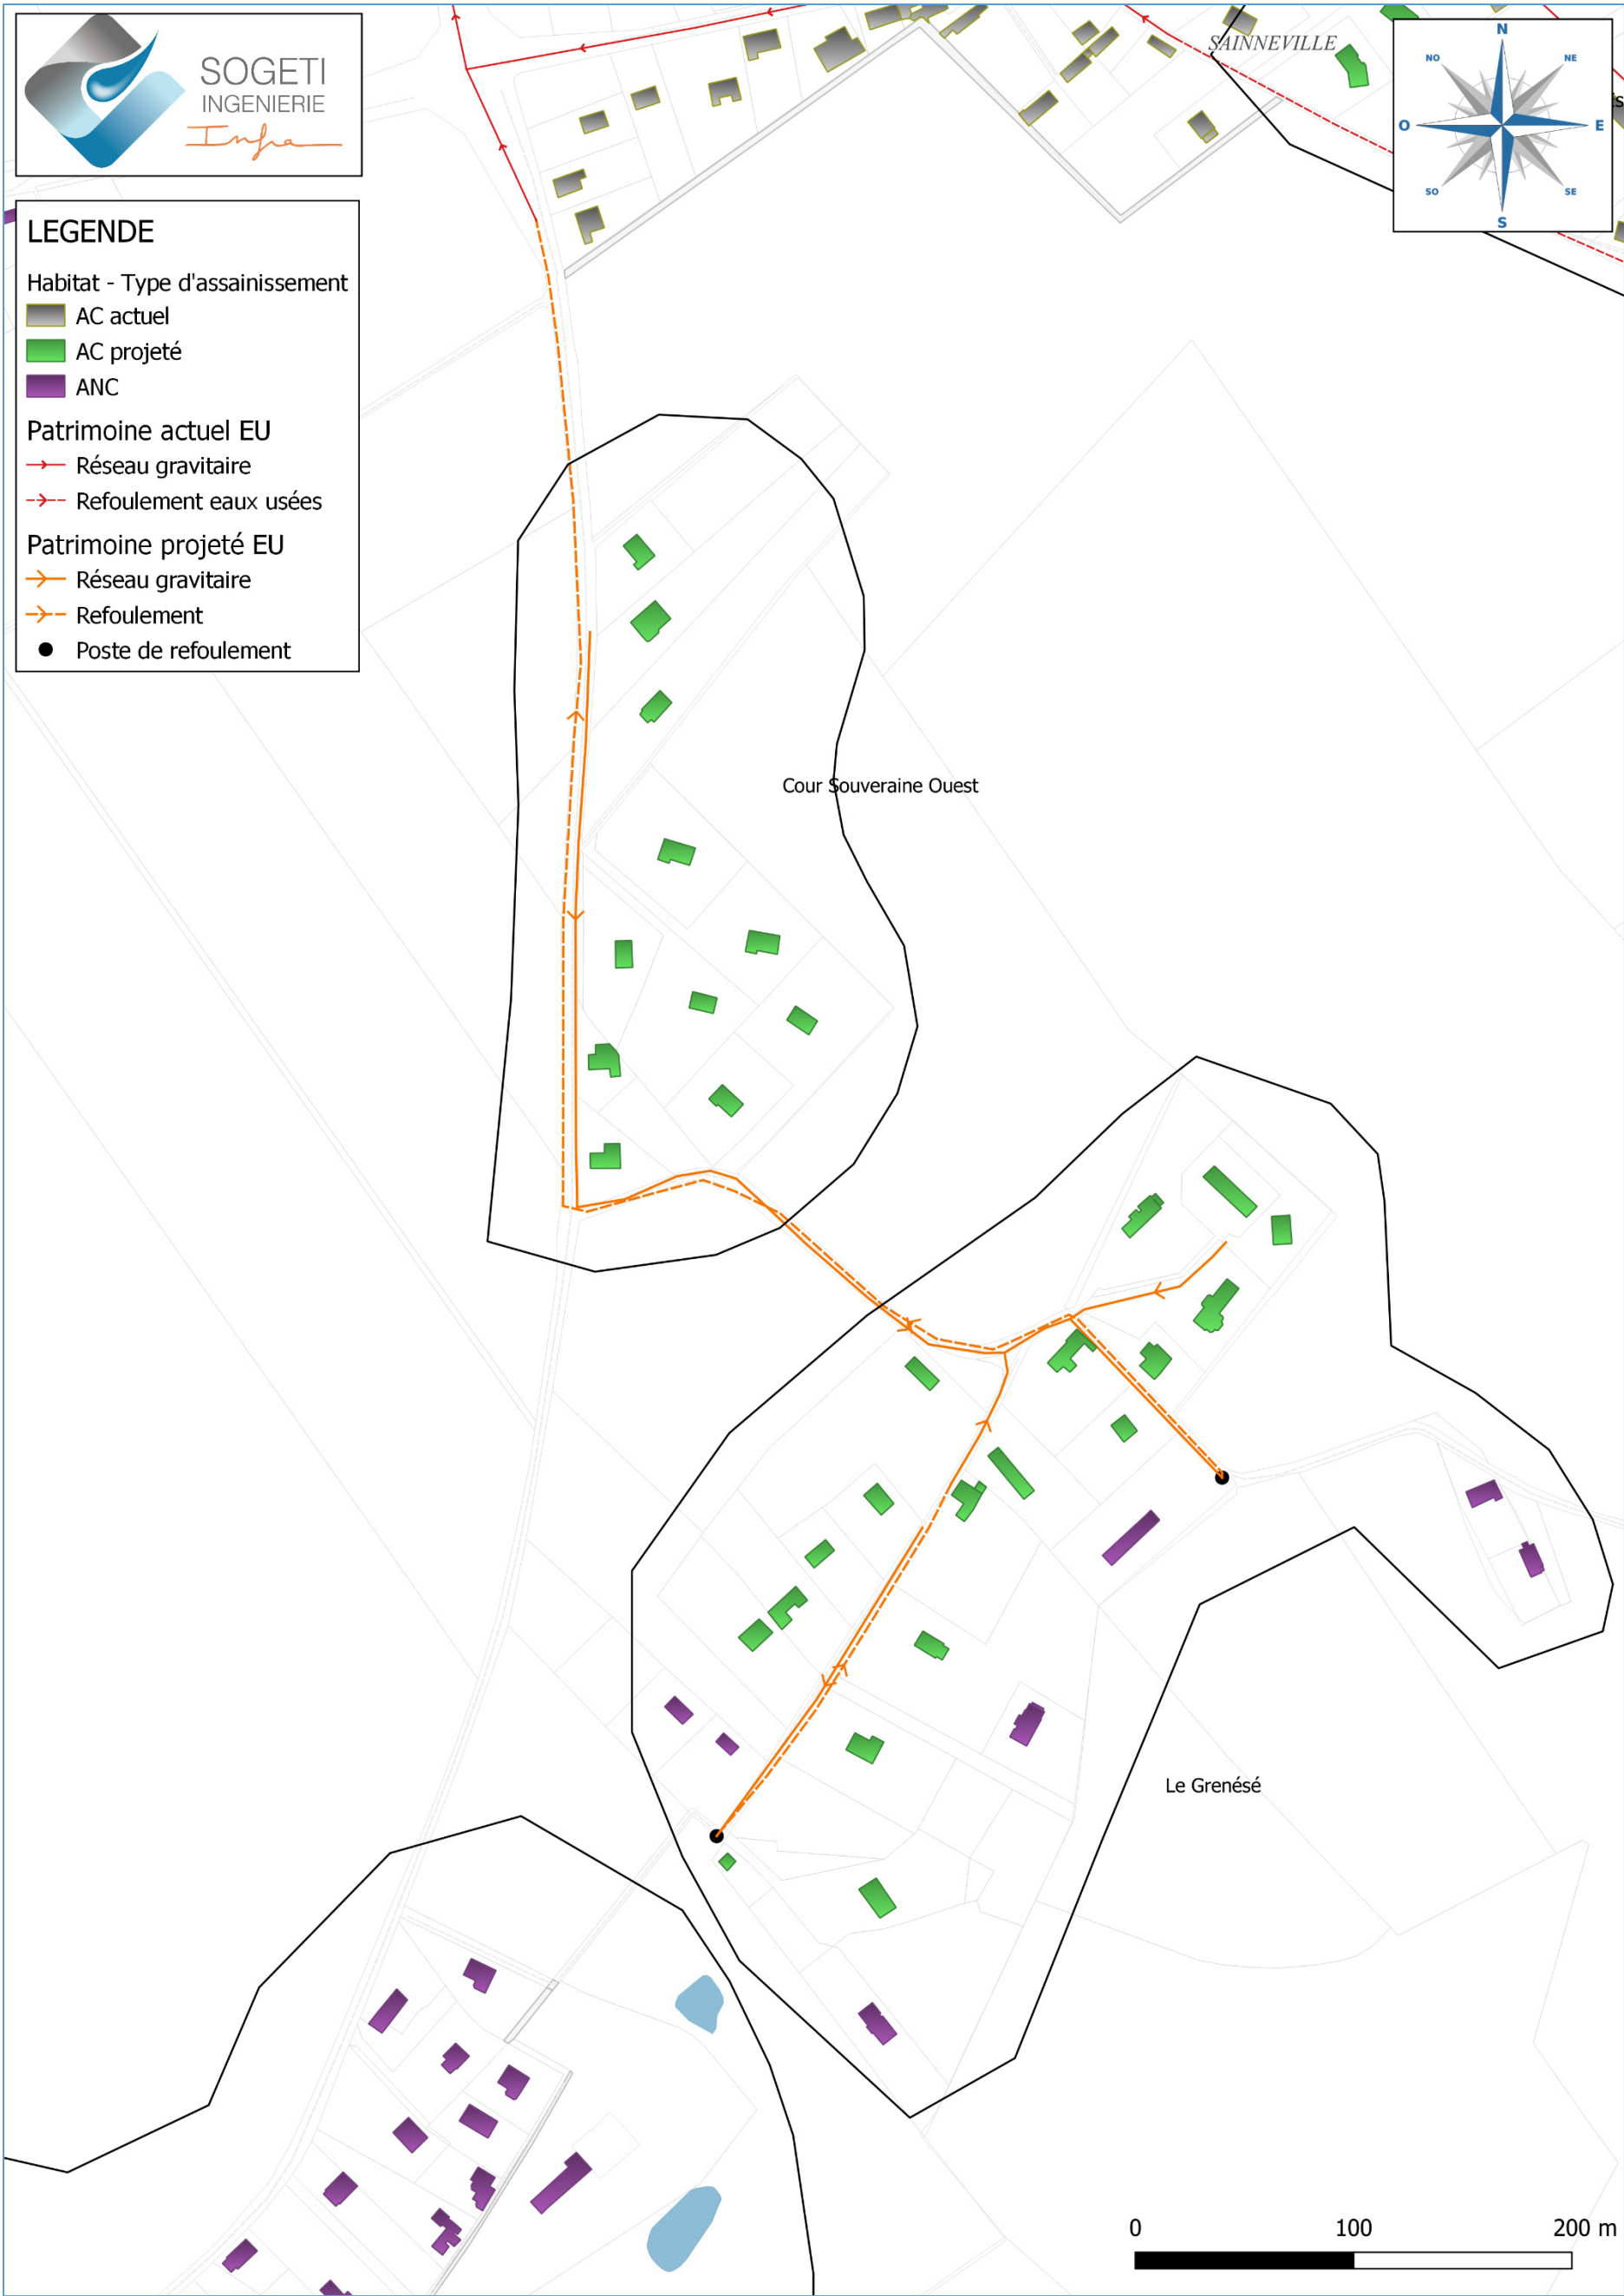 SOGETI
INGENIERIE
Infra
LEGENDE
Habitat - Type d'assainissement
AC actuel
AC projeté
ANC
Patrimoine actuel EU
Réseau gravitaire
Refoulement eaux usées
Patrimoine projeté EU
Réseau gravitaire
Refoulement
Poste de refoulement
SAINNEVILLE
N
NO
NE
O
E
SO
SE
S
Cour Souveraine Ouest
Le Grenésé
0 100 200 m